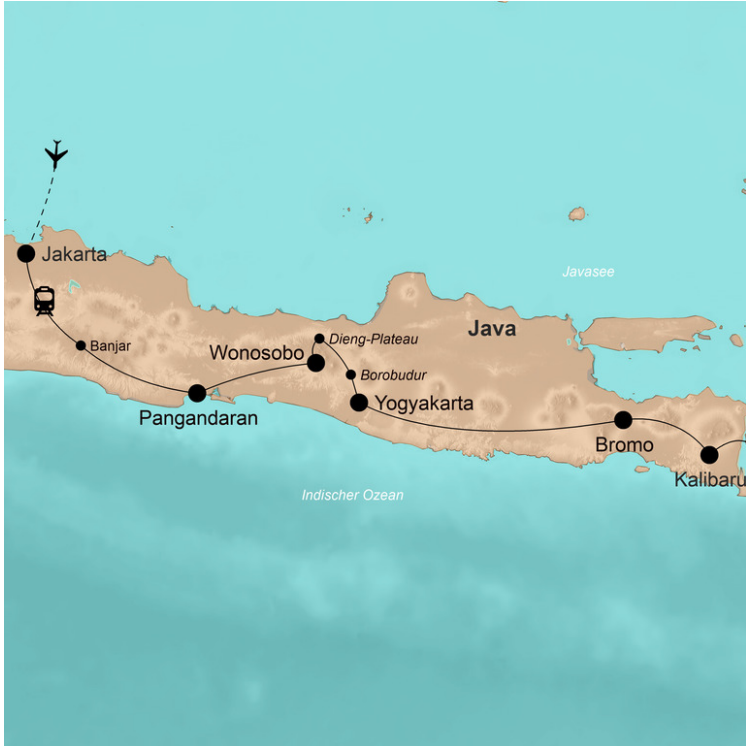 Jakarta
Javasee
Java
Dieng-Plateau
Banjar
Wonosobo
Borobudur
Pangandaran
Yogyakarta
Bromo
Kalibaru
Indischer Ozean